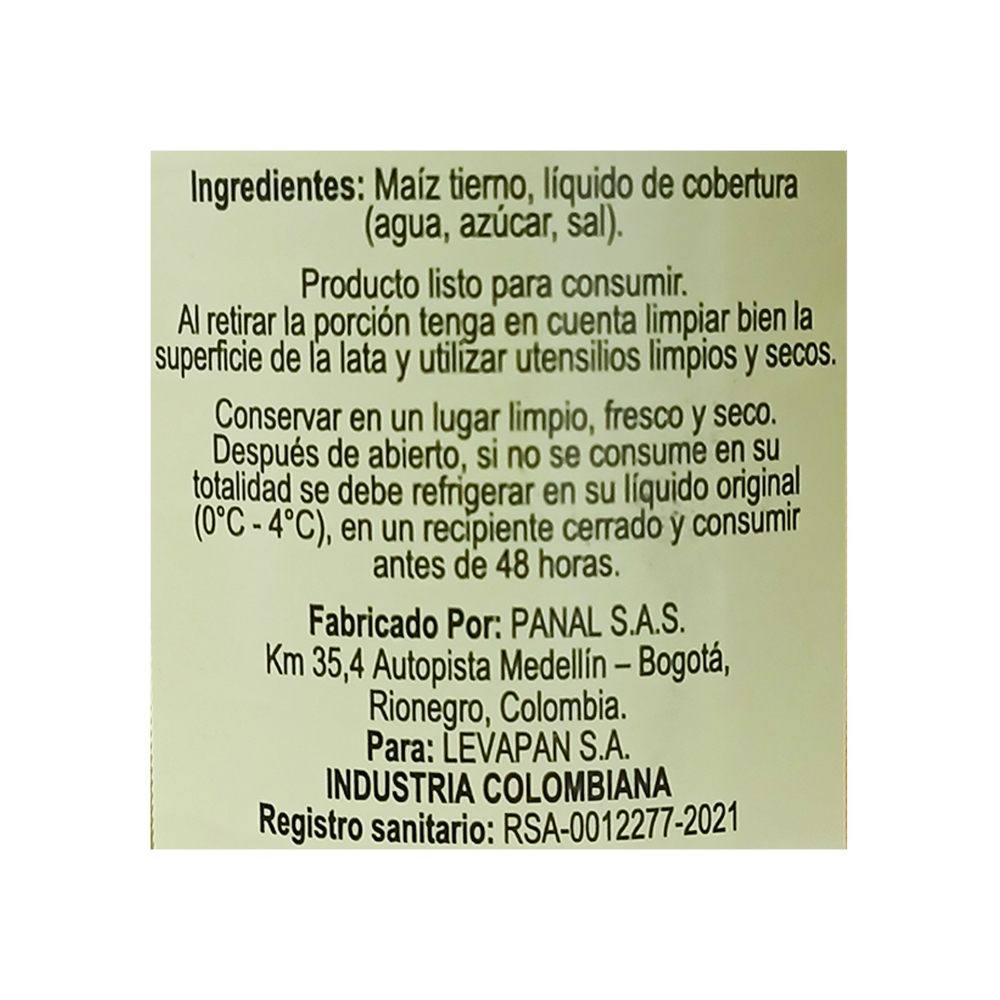 Ingredientes: Maíz tierno, líquido de cobertura
(agua, azúcar, sal).
Producto listo para consumir.
Al retirar la porción tenga en cuenta limpiar bien la
superficie de la lata y utilizar utensilios limpios y secos.
Conservar en un lugar limpio, fresco y seco.
Después de abierto, si no se consume en su
totalidad se debe refrigerar en su líquido original
(0°C - 4°C), en un recipiente cerrado y consumir
antes de 48 horas.
Fabricado Por: PANAL S.A.S.
Km 35,4 Autopista Medellín – Bogotá,
Rionegro, Colombia.
Para: LEVAPAN S.A.
INDUSTRIA COLOMBIANA
Registro sanitario: RSA-0012277-2021